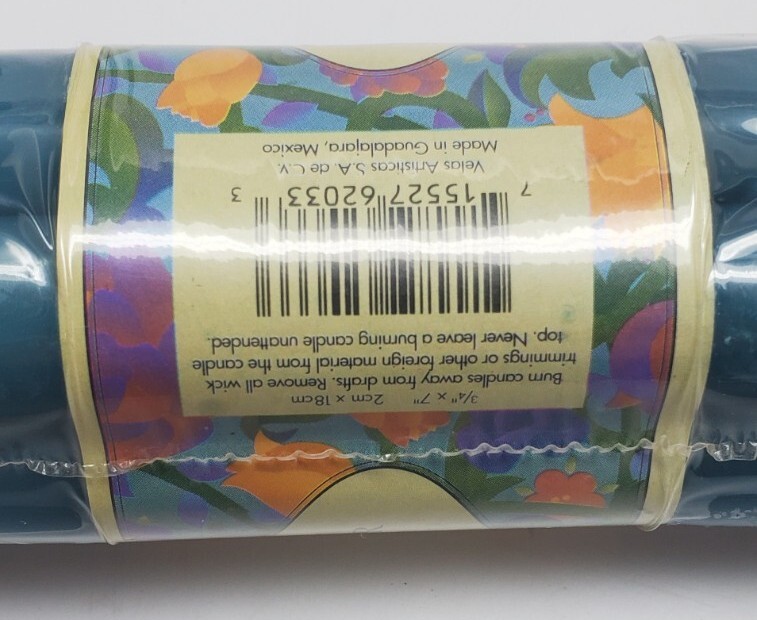 3/4" x 7" 2cm x 18cm
Burn candles away from drafts. Remove all wick
trimmings or other foreign material from the candle
top. Never leave a burning candle unattended.
7 15527 62033 3
Velas Artisticas S.A. de C.V.
Made in Guadalajara, Mexico